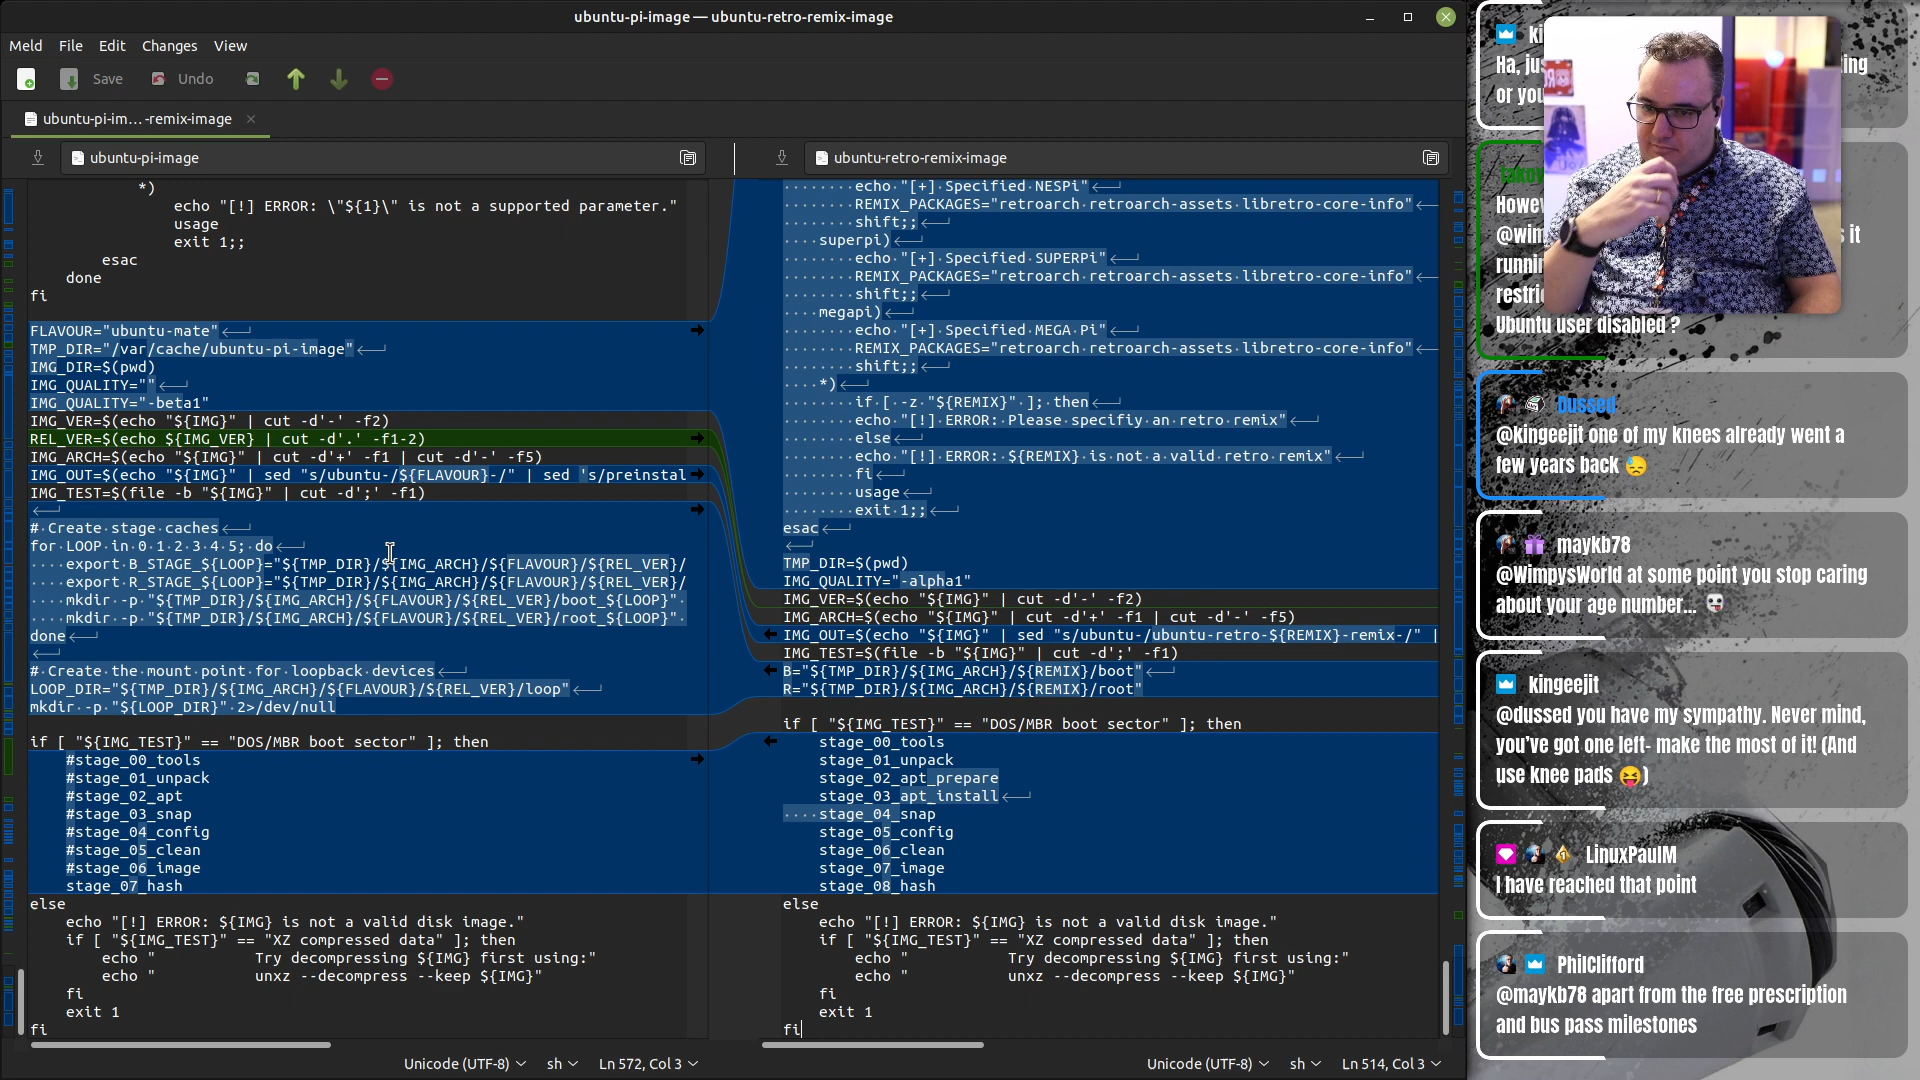 ubuntu-pi-image — ubuntu-retro-remix-image
Meld File Edit Changes View
Save Undo
ubuntu-pi-im… -remix-image
ubuntu-pi-image
*)
echo "[!] ERROR: \"${1}\" is not a supported parameter."
usage
exit 1;;
esac
done
fi
FLAVOUR="ubuntu-mate"
TMP_DIR="/var/cache/ubuntu-pi-image"
IMG_DIR=$(pwd)
IMG_QUALITY=""
IMG_QUALITY="-beta1"
IMG_VER=$(echo "${IMG}" | cut -d'-' -f2)
REL_VER=$(echo ${IMG_VER} | cut -d'.' -f1-2)
IMG_ARCH=$(echo "${IMG}" | cut -d'+' -f1 | cut -d'-' -f5)
IMG_OUT=$(echo "${IMG}" | sed "s/ubuntu-/${FLAVOUR}-/" | sed 's/preinstal
IMG_TEST=$(file -b "${IMG}" | cut -d';' -f1)
# Create stage caches
for LOOP in 0 1 2 3 4 5; do
export B_STAGE_${LOOP}="${TMP_DIR}/${IMG_ARCH}/${FLAVOUR}/${REL_VER}/
export R_STAGE_${LOOP}="${TMP_DIR}/${IMG_ARCH}/${FLAVOUR}/${REL_VER}/
mkdir -p "${TMP_DIR}/${IMG_ARCH}/${FLAVOUR}/${REL_VER}/boot_${LOOP}"
mkdir -p "${TMP_DIR}/${IMG_ARCH}/${FLAVOUR}/${REL_VER}/root_${LOOP}"
done
# Create the mount point for loopback devices
LOOP_DIR="${TMP_DIR}/${IMG_ARCH}/${FLAVOUR}/${REL_VER}/loop"
mkdir -p "${LOOP_DIR}" 2>/dev/null
if [ "${IMG_TEST}" == "DOS/MBR boot sector" ]; then
#stage_00_tools
#stage_01_unpack
#stage_02_apt
#stage_03_snap
#stage_04_config
#stage_05_clean
#stage_06_image
stage_07_hash
else
echo "[!] ERROR: ${IMG} is not a valid disk image."
if [ "${IMG_TEST}" == "XZ compressed data" ]; then
echo "           Try decompressing ${IMG} first using:"
echo "           unxz --decompress --keep ${IMG}"
fi
exit 1
fi
Unicode (UTF-8) sh Ln 572, Col 3
ubuntu-retro-remix-image
echo "[+] Specified NESPi"
REMIX_PACKAGES="retroarch retroarch-assets libretro-core-info"
shift;;
superpi)
echo "[+] Specified SUPERPi"
REMIX_PACKAGES="retroarch retroarch-assets libretro-core-info"
shift;;
megapi)
echo "[+] Specified MEGA Pi"
REMIX_PACKAGES="retroarch retroarch-assets libretro-core-info"
shift;;
*)
if [ -z "${REMIX}" ]; then
echo "[!] ERROR: Please specifiy an retro remix"
else
echo "[!] ERROR: ${REMIX} is not a valid retro remix"
fi
usage
exit 1;;
esac
TMP_DIR=$(pwd)
IMG_QUALITY="-alpha1"
IMG_VER=$(echo "${IMG}" | cut -d'-' -f2)
IMG_ARCH=$(echo "${IMG}" | cut -d'+' -f1 | cut -d'-' -f5)
IMG_OUT=$(echo "${IMG}" | sed "s/ubuntu-/ubuntu-retro-${REMIX}-remix-/" |
IMG_TEST=$(file -b "${IMG}" | cut -d';' -f1)
B="${TMP_DIR}/${IMG_ARCH}/${REMIX}/boot"
R="${TMP_DIR}/${IMG_ARCH}/${REMIX}/root"
if [ "${IMG_TEST}" == "DOS/MBR boot sector" ]; then
stage_00_tools
stage_01_unpack
stage_02_apt_prepare
stage_03_apt_install
stage_04_snap
stage_05_config
stage_06_clean
stage_07_image
stage_08_hash
else
echo "[!] ERROR: ${IMG} is not a valid disk image."
if [ "${IMG_TEST}" == "XZ compressed data" ]; then
echo "           Try decompressing ${IMG} first using:"
echo "           unxz --decompress --keep ${IMG}"
fi
exit 1
fi
Unicode (UTF-8) sh Ln 514, Col 3
Ha,
or
it
Ubuntu user disabled ?
Dussed
@kingeejit one of my knees already went a
few years back 😓
maykb78
@WimpysWorld at some point you stop caring
about your age number... 👻
kingeejit
@dussed you have my sympathy. Never mind,
you've got one left- make the most of it! (And
use knee pads 😝)
LinuxPaulM
I have reached that point
PhilClifford
@maykb78 apart from the free prescription
and bus pass milestones